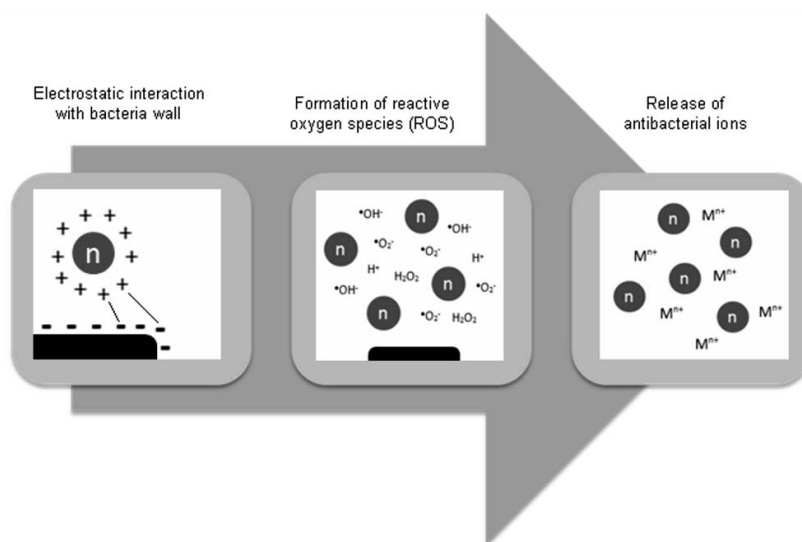 Electrostatic interaction
with bacteria wall
Formation of reactive
oxygen species (ROS)
Release of
antibacterial ions
+ + + + + + + + + +
n
- - - - - - -
n
•OH-
•OH-
n
•O₂-
•O₂-
H+
H+
H₂O₂
n
•OH-
•O₂-
n
•O₂-
H₂O₂
n
Mn+
n
Mn+
n
Mn+
n
Mn+
n
Mn+
Mn+